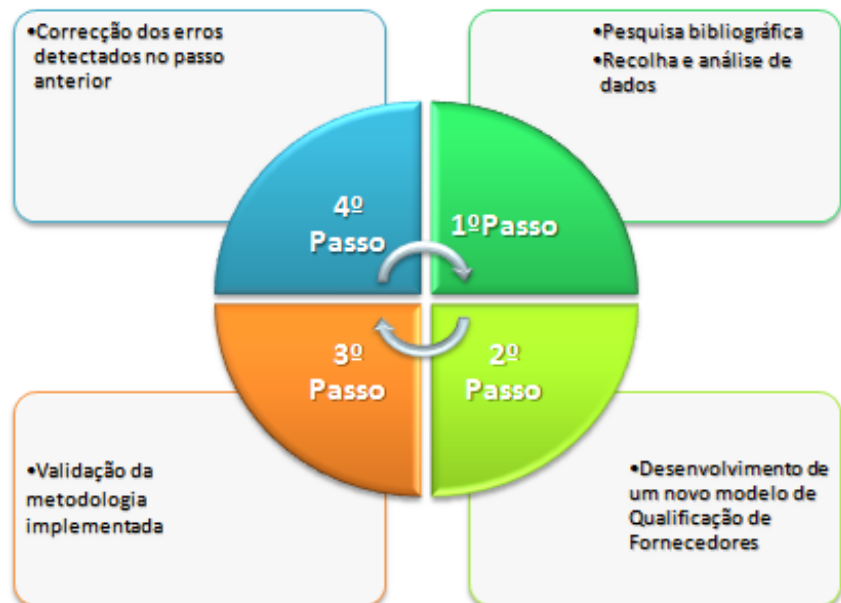 •Correcção dos erros
detectados no passo
anterior
•Pesquisa bibliográfica
•Recolha e análise de
dados
4º
Passo
1ºPasso
3º
Passo
2º
Passo
•Validação da
metodologia
implementada
•Desenvolvimento de
um novo modelo de
Qualificação de
Fornecedores